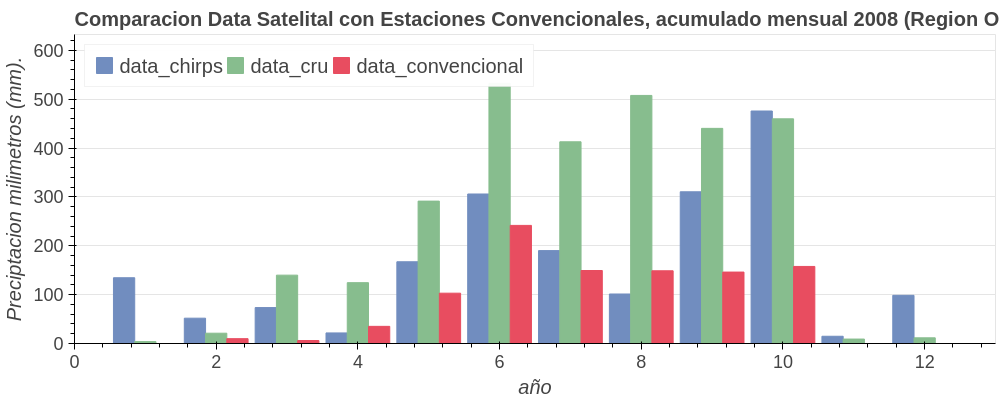 Comparacion Data Satelital con Estaciones Convencionales, acumulado mensual 2008 (Region O
data_chirps data_cru data_convencional
Preciptacion milimetros (mm).
600
500
400
300
200
100
0
0 2 4 6 8 10 12
año